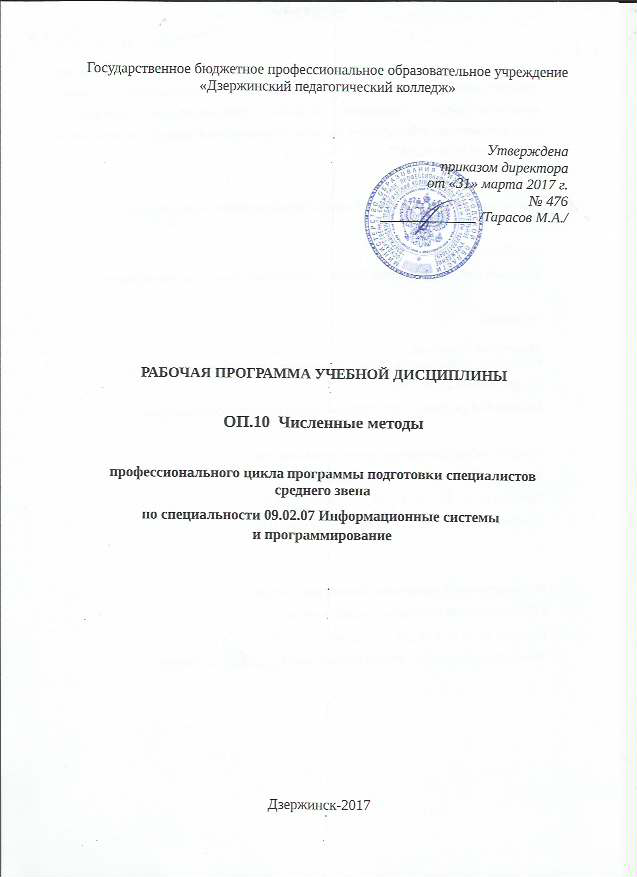 Государственное бюджетное профессиональное образовательное учреждение
«Дзержинский педагогический колледж»
Утверждена
приказом директора
от «31» марта 2017 г.
№ 476
/Тарасов М.А./
РАБОЧАЯ ПРОГРАММА УЧЕБНОЙ ДИСЦИПЛИНЫ
ОП.10 Численные методы
профессионального цикла программы подготовки специалистов
среднего звена
по специальности 09.02.07 Информационные системы
и программирование
Дзержинск-2017